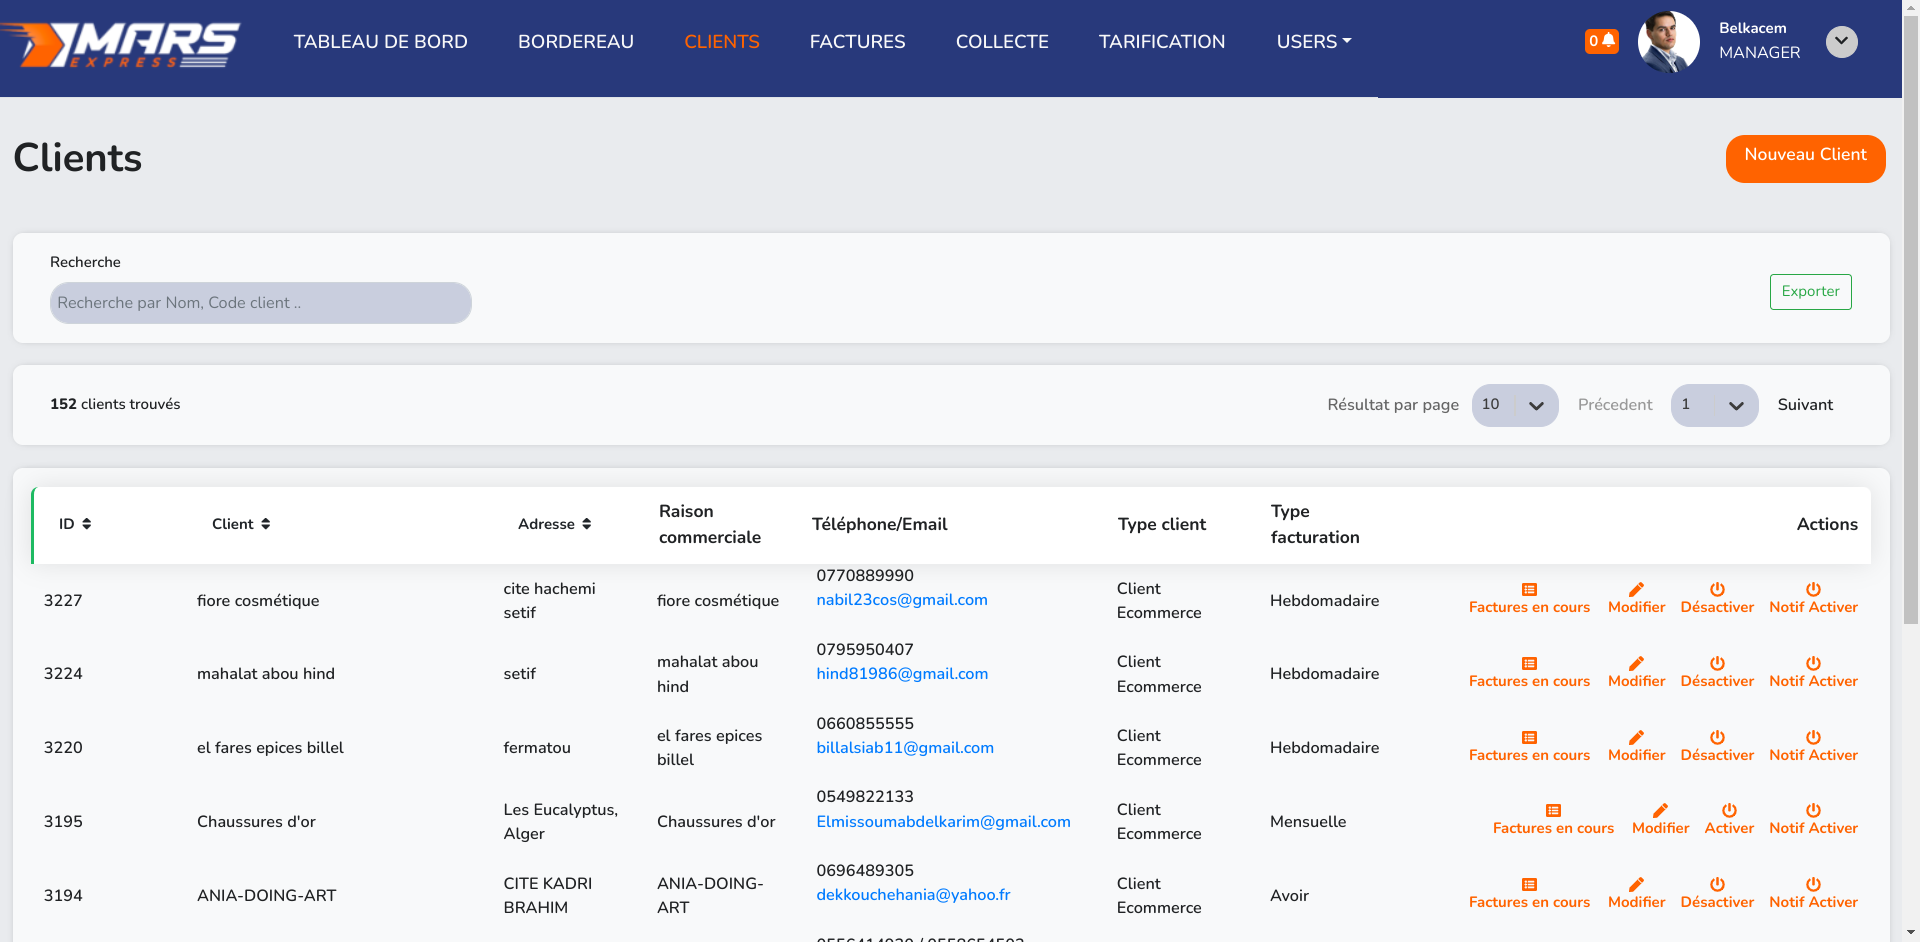 MARS
EXPRESS
TABLEAU DE BORD
BORDEREAU
CLIENTS
FACTURES
COLLECTE
TARIFICATION
USERS
0
Belkacem
MANAGER
Clients
Nouveau Client
Recherche
Recherche par Nom, Code client ..
Exporter
152 clients trouvés
Résultat par page
10
Précedent
1
Suivant
ID
Client
Adresse
Raison
commerciale
Téléphone/Email
Type client
Type
facturation
Actions
3227
fiore cosmétique
cite hachemi
setif
fiore cosmétique
0770889990
nabil23cos@gmail.com
Client
Ecommerce
Hebdomadaire
Factures en cours
Modifier
Désactiver
Notif Activer
3224
mahalat abou hind
setif
mahalat abou
hind
0795950407
hind81986@gmail.com
Client
Ecommerce
Hebdomadaire
Factures en cours
Modifier
Désactiver
Notif Activer
3220
el fares epices billel
fermatou
el fares epices
billel
0660855555
billalsiab11@gmail.com
Client
Ecommerce
Hebdomadaire
Factures en cours
Modifier
Désactiver
Notif Activer
3195
Chaussures d'or
Les Eucalyptus,
Alger
Chaussures d'or
0549822133
Elmissoumabdelkarim@gmail.com
Client
Ecommerce
Mensuelle
Factures en cours
Modifier
Activer
Notif Activer
3194
ANIA-DOING-ART
CITE KADRI
BRAHIM
ANIA-DOING-
ART
0696489305
dekkouchehania@yahoo.fr
Client
Ecommerce
Avoir
Factures en cours
Modifier
Désactiver
Notif Activer